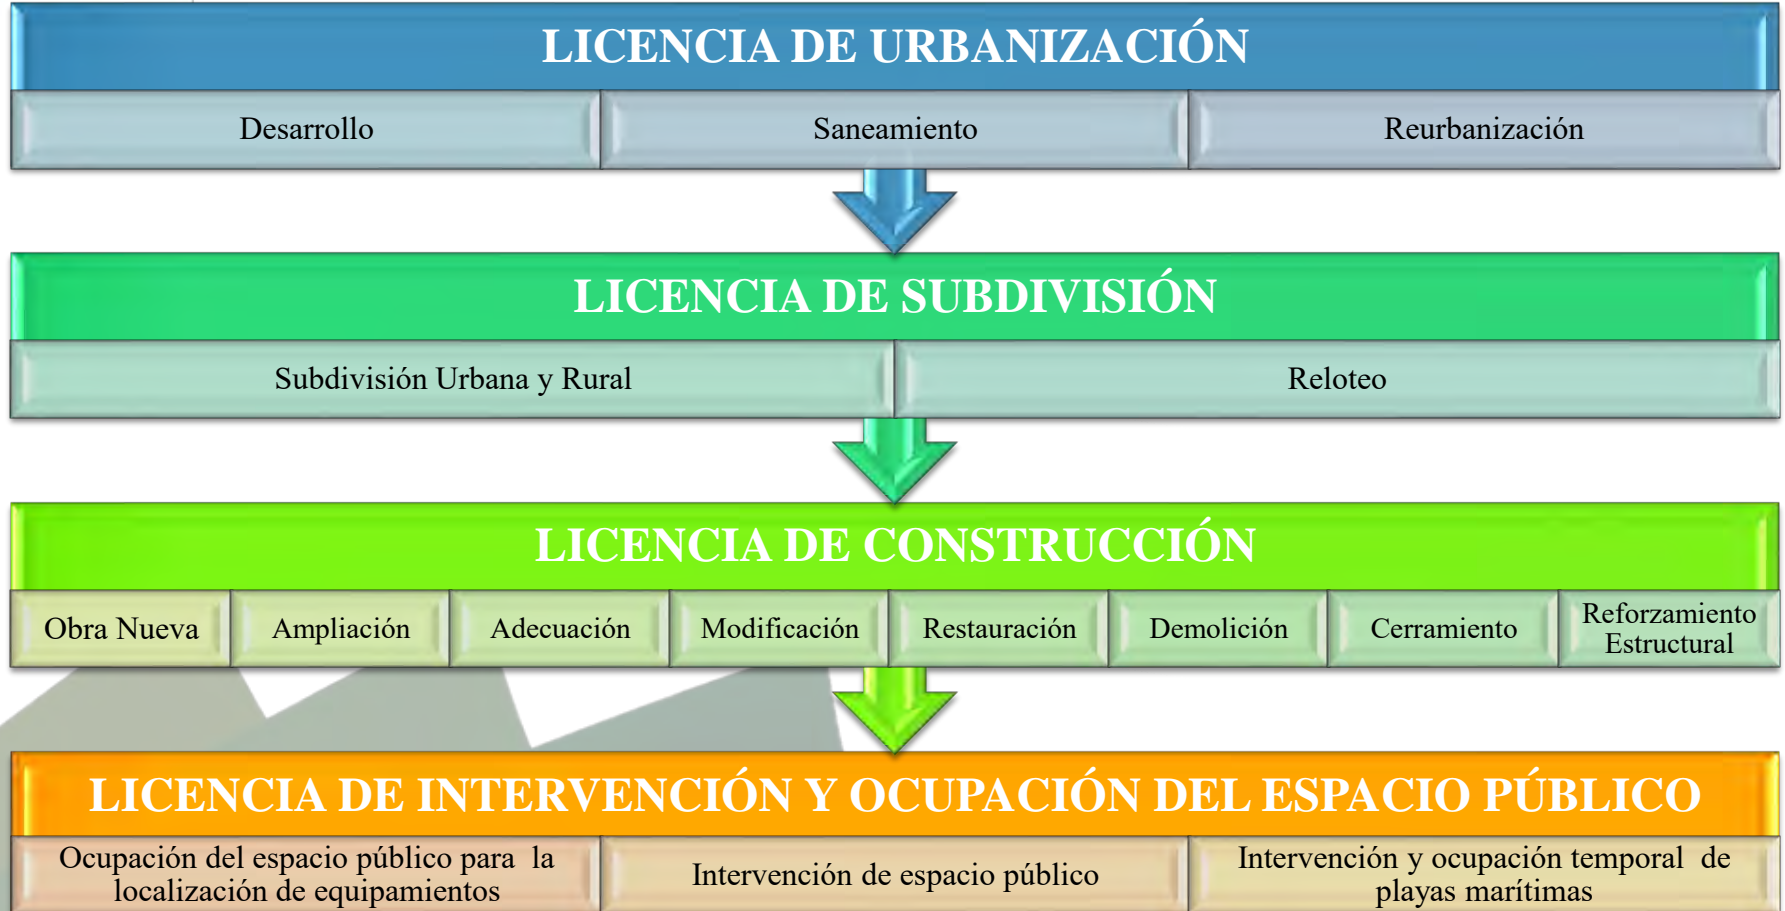 LICENCIA DE URBANIZACIÓN
Desarrollo
Saneamiento
Reurbanización
LICENCIA DE SUBDIVISIÓN
Subdivisión Urbana y Rural
Reloteo
LICENCIA DE CONSTRUCCIÓN
Obra Nueva
Ampliación
Adecuación
Modificación
Restauración
Demolición
Cerramiento
Reforzamiento
Estructural
LICENCIA DE INTERVENCIÓN Y OCUPACIÓN DEL ESPACIO PÚBLICO
Ocupación del espacio público para la
localización de equipamientos
Intervención de espacio público
Intervención y ocupación temporal de
playas marítimas